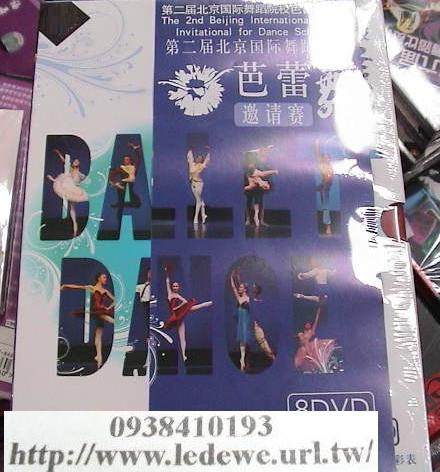 第二届北京国际舞蹈院校芭
The 2nd Beijing International
Invitational for Dance Sc
第二届北京国际舞蹈
芭蕾舞
邀请赛
BALLET
DANCE
8DVD
0938410193
http://www.ledewe.url.tw/